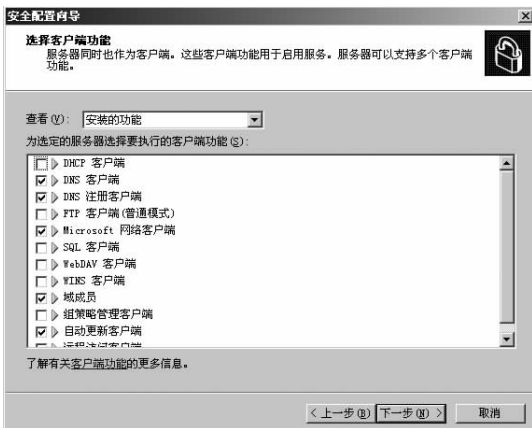 安全配置向导
选择客户端功能
服务器同时也作为客户端。这些客户端功能用于启用服务。服务器可以支持多个客户端
功能。
查看(V): 安装的功能
为选定的服务器选择要执行的客户端功能(S):
DHCP 客户端
DNS 客户端
DNS 注册客户端
FTP 客户端(普通模式)
Microsoft 网络客户端
SQL 客户端
WebDAV 客户端
WINS 客户端
域成员
组策略管理客户端
自动更新客户端
远程访问客户端
了解有关客户端功能的更多信息。
< 上一步(B) 下一步(N) > 取消